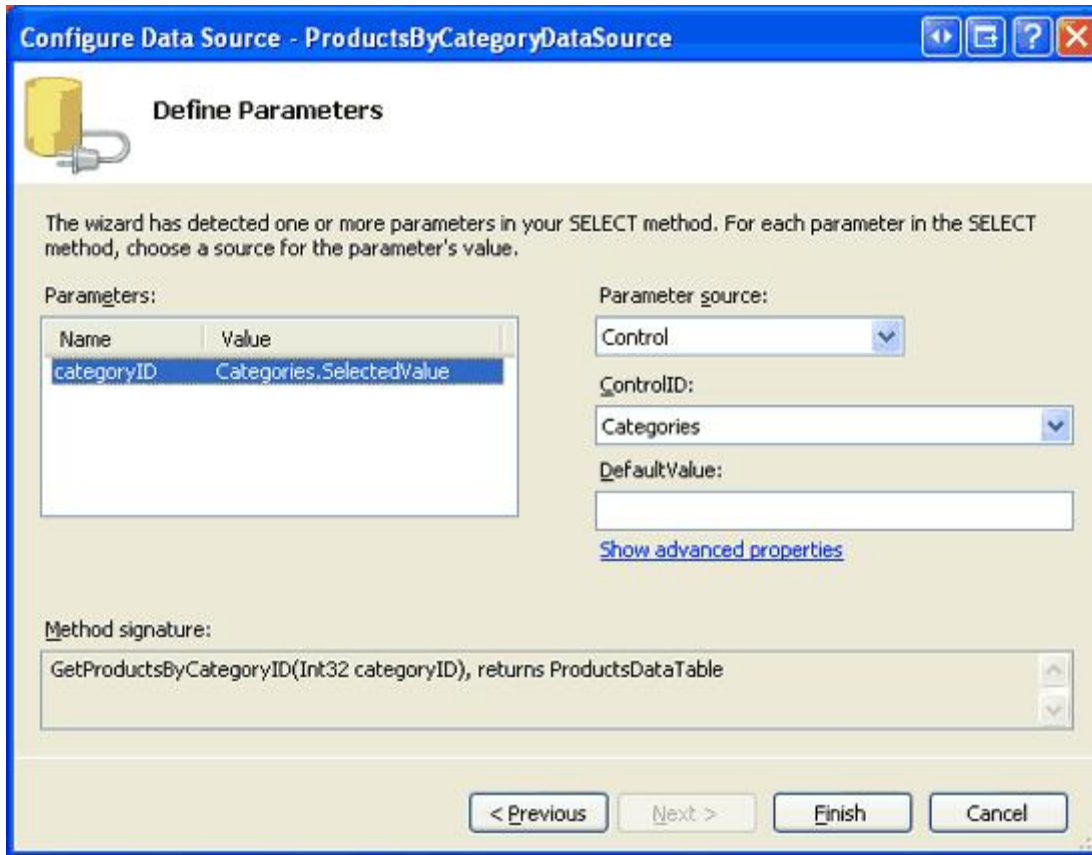 Configure Data Source - ProductsByCategoryDataSource
Define Parameters
The wizard has detected one or more parameters in your SELECT method. For each parameter in the SELECT
method, choose a source for the parameter's value.
Parameters:
Name Value
categoryID Categories.SelectedValue
Parameter source:
Control
ControlID:
Categories
DefaultValue:
Show advanced properties
Method signature:
GetProductsByCategoryID(Int32 categoryID), returns ProductsDataTable
< Previous Next > Finish Cancel